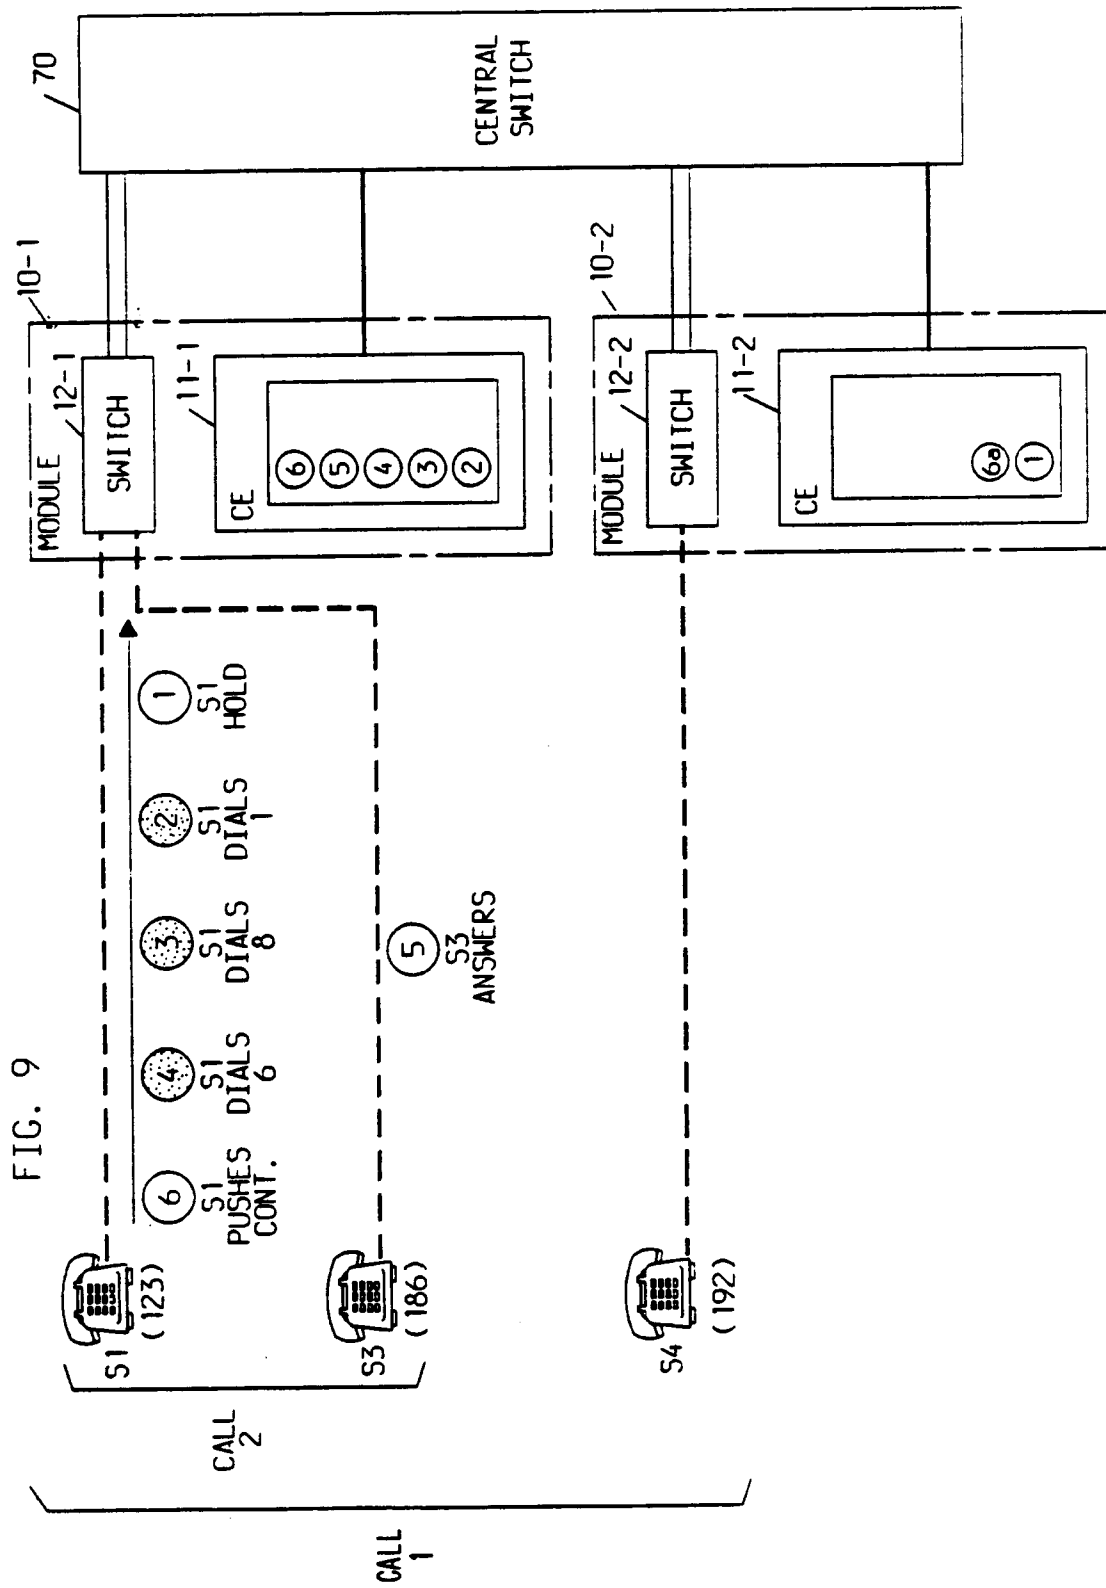 FIG. 9
CALL
1
CALL
2
S1
(123)
S3
(186)
S4
(192)
6
S1
PUSHES
CONT.
4
S1
DIALS
6
3
S1
DIALS
8
2
S1
DIALS
1
1
S1
HOLD
5
S3
ANSWERS
MODULE
10-1
12-1
SWITCH
11-1
CE
6
5
4
3
2
MODULE
10-2
12-2
SWITCH
11-2
CE
6a
1
70
CENTRAL
SWITCH